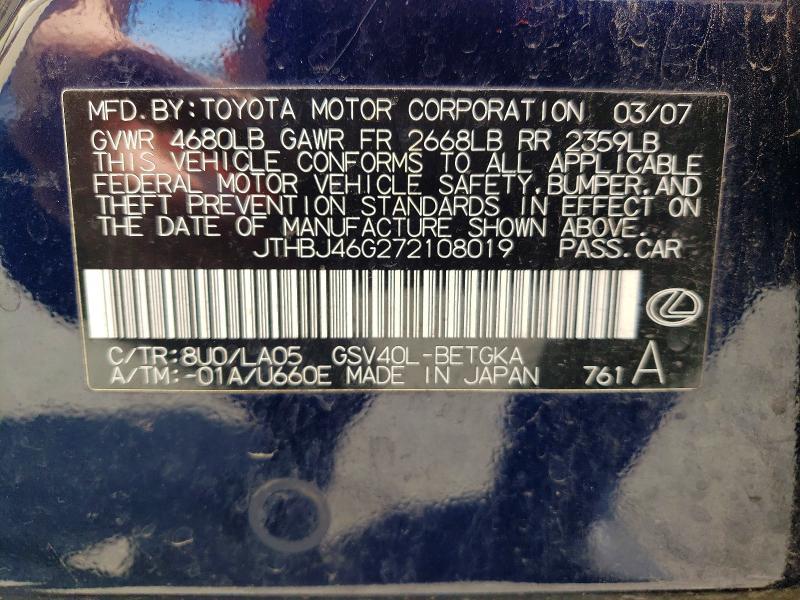 MFD. BY: TOYOTA MOTOR CORPORATION 03/07
GVWR 4680LB GAWR FR 2668LB RR 2359LB
THIS VEHICLE CONFORMS TO ALL APPLICABLE
FEDERAL MOTOR VEHICLE SAFETY, BUMPER, AND
THEFT PREVENTION STANDARDS IN EFFECT ON
THE DATE OF MANUFACTURE SHOWN ABOVE.
JTHBJ46G272108019 PASS. CAR
C/TR: 8U0/LA05 GSV40L-BETGKA
A/TM: -01A/U660E MADE IN JAPAN 761 A